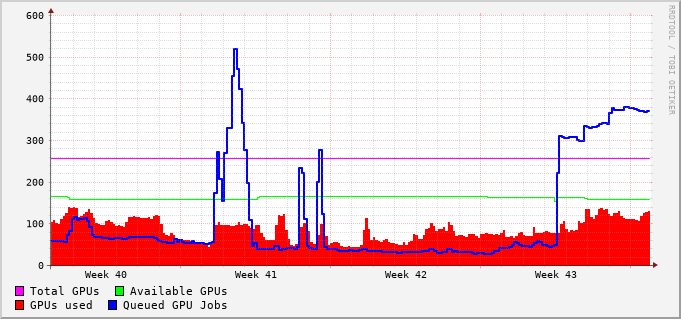 600
500
400
300
200
100
0
Week 40 Week 41 Week 42 Week 43
Total GPUs Available GPUs
GPUs used Queued GPU Jobs
RRDTOOL / TOBI OETIKER